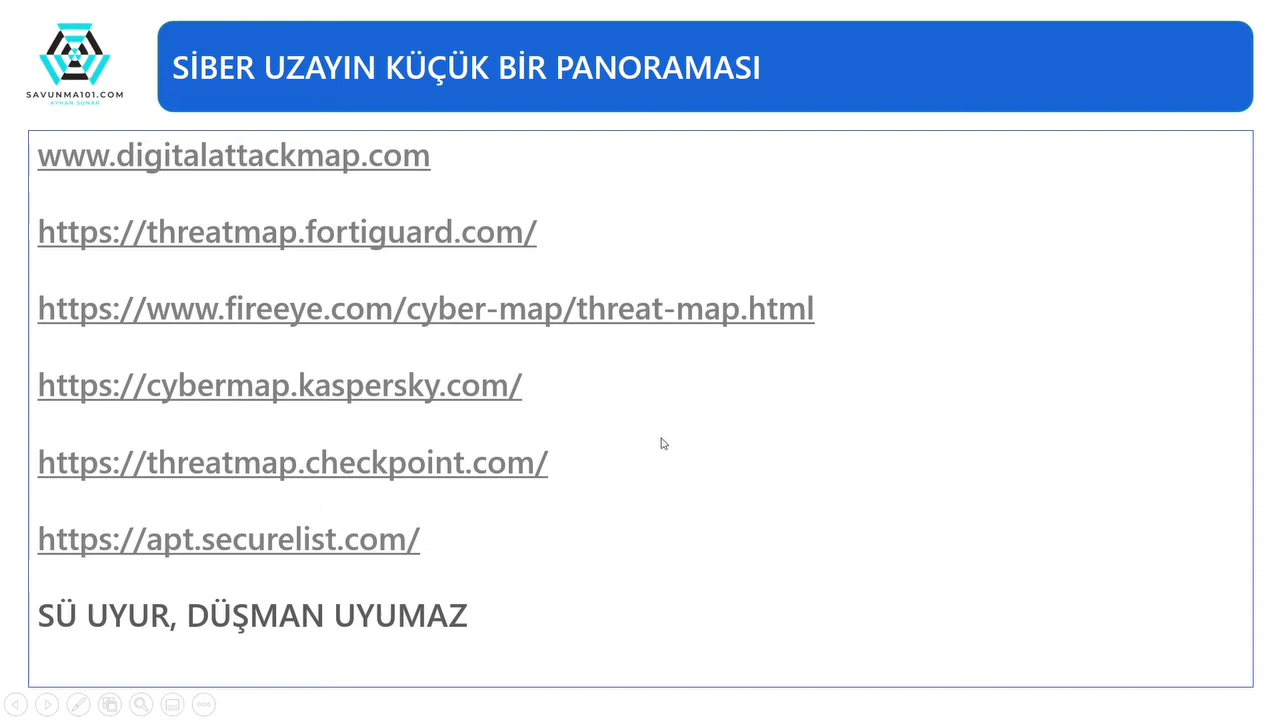 SAVUNMA101.COM
AYHAN SUNAR
SİBER UZAYIN KÜÇÜK BİR PANORAMASI
www.digitalattackmap.com
https://threatmap.fortiguard.com/
https://www.fireeye.com/cyber-map/threat-map.html
https://cybermap.kaspersky.com/
https://threatmap.checkpoint.com/
https://apt.securelist.com/
SÜ UYUR, DÜŞMAN UYUMAZ